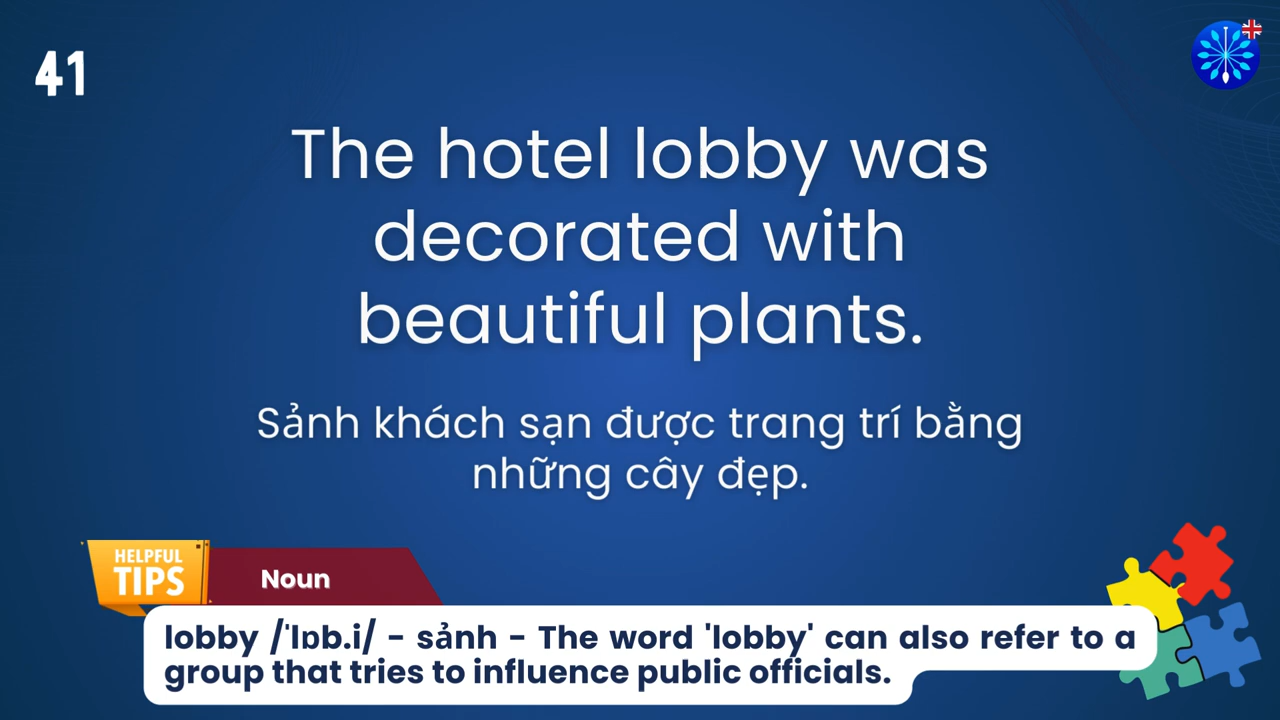 41
The hotel lobby was
decorated with
beautiful plants.
Sảnh khách sạn được trang trí bằng
những cây đẹp.
HELPFUL
TIPS
Noun
lobby /ˈlɒb.i/ - sảnh - The word 'lobby' can also refer to a
group that tries to influence public officials.